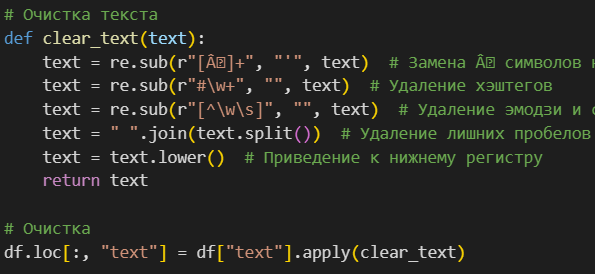 # Очистка текста
def clear_text(text):
    text = re.sub(r"[Â]+", "'", text)  # Замена Â символов
    text = re.sub(r"#\w+", "", text)  # Удаление хэштегов
    text = re.sub(r"[^\w\s]", "", text)  # Удаление эмодзи и
    text = " ".join(text.split())  # Удаление лишних пробелов
    text = text.lower()  # Приведение к нижнему регистру
    return text
# Очистка
df.loc[:, "text"] = df["text"].apply(clear_text)